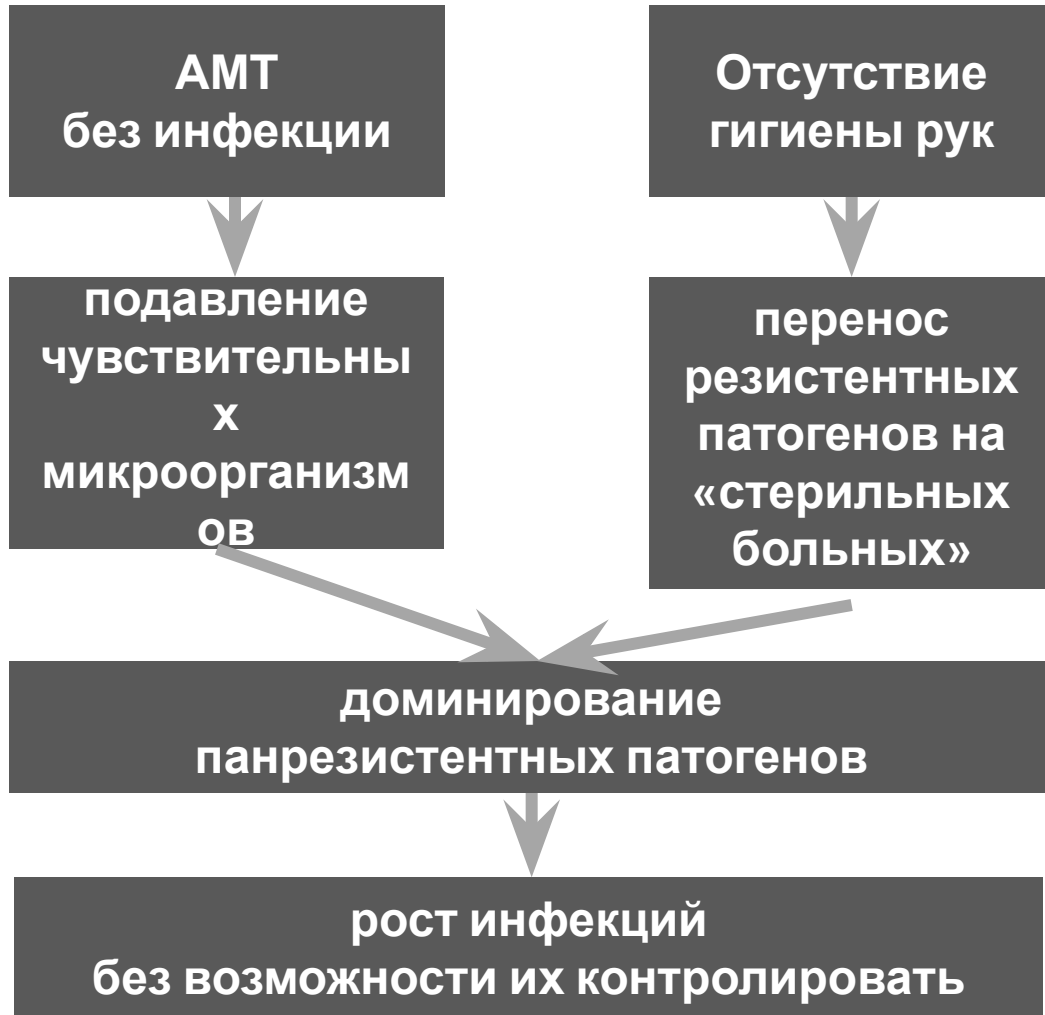 АМТ
без инфекции
Отсутствие
гигиены рук
подавление
чувствительны
х
микроорганизм
ов
перенос
резистентных
патогенов на
«стерильных
больных»
доминирование
панрезистентных патогенов
рост инфекций
без возможности их контролировать